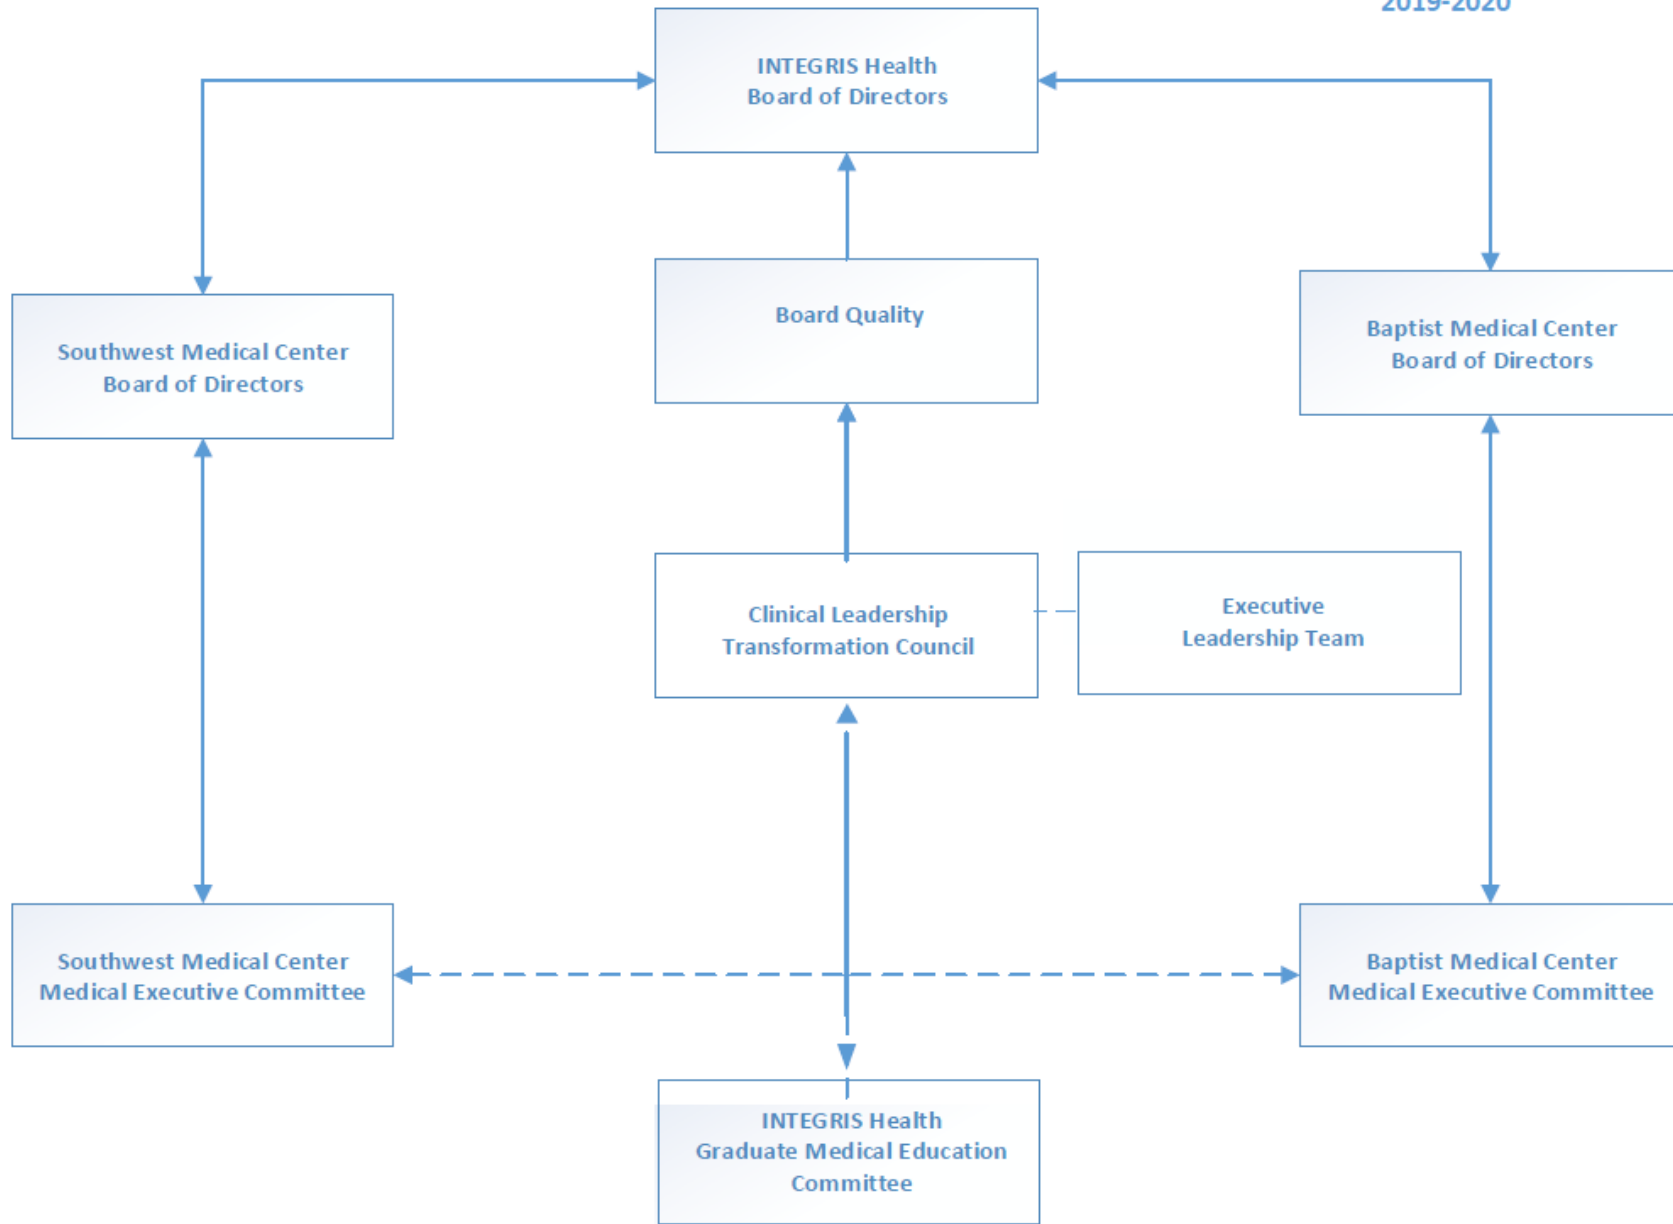 2019-2020
INTEGRIS Health
Board of Directors
Board Quality
Southwest Medical Center
Board of Directors
Baptist Medical Center
Board of Directors
Clinical Leadership
Transformation Council
Executive
Leadership Team
Southwest Medical Center
Medical Executive Committee
Baptist Medical Center
Medical Executive Committee
INTEGRIS Health
Graduate Medical Education
Committee